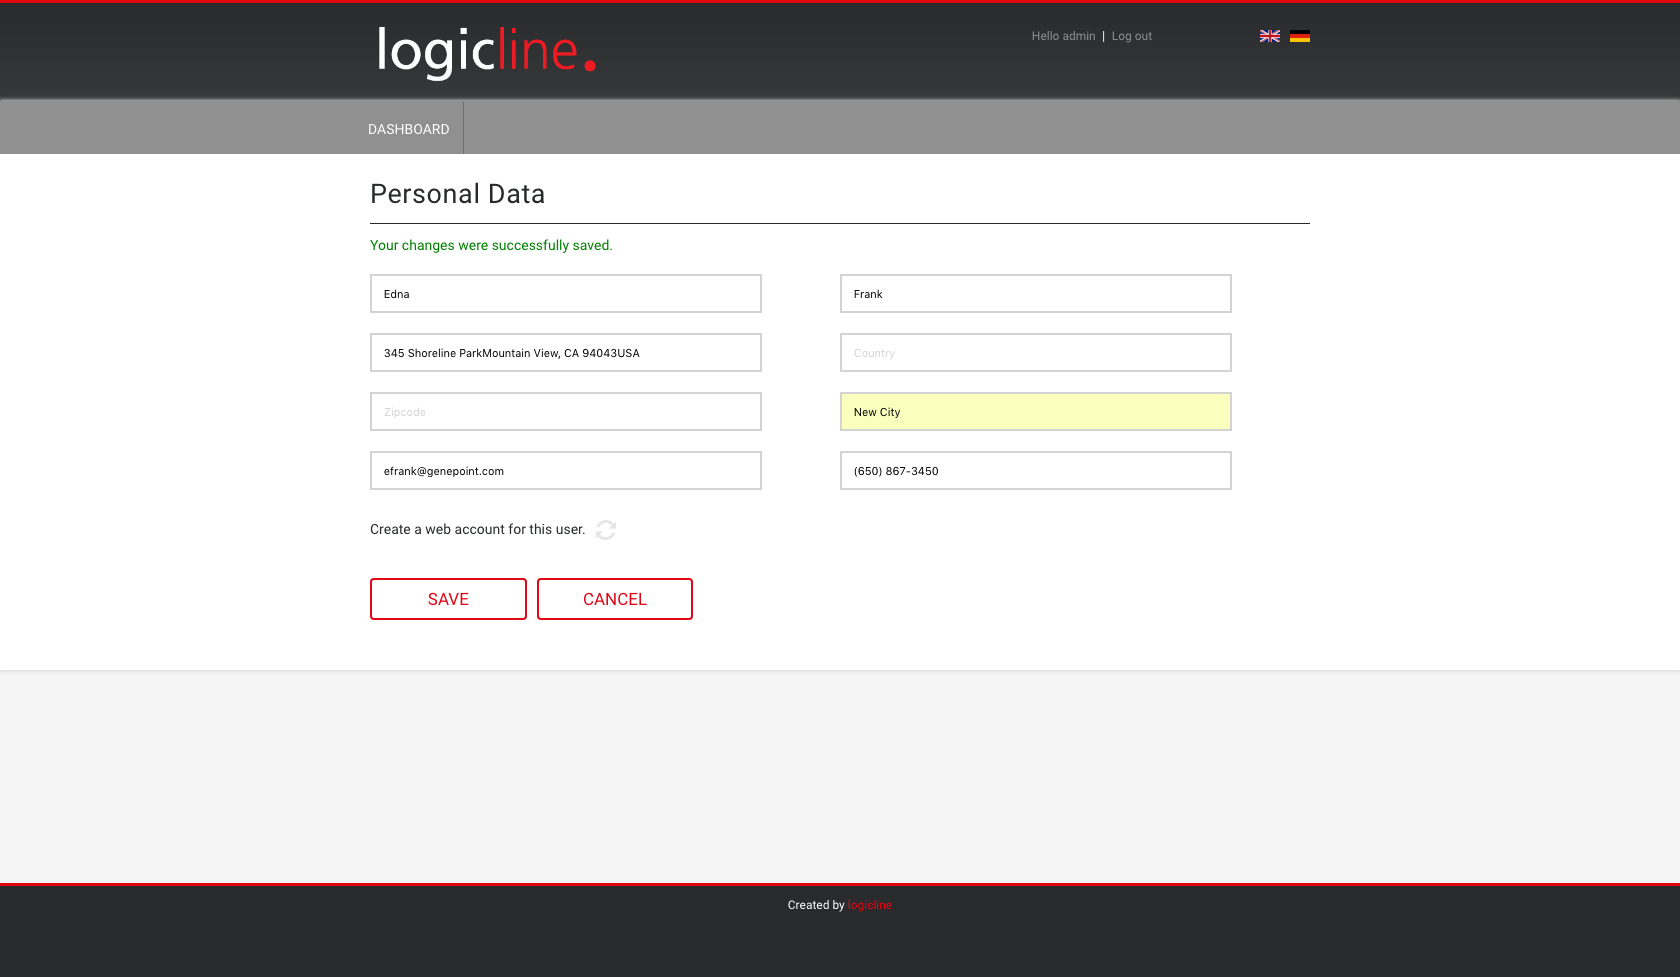 logicline.
Hello admin | Log out
DASHBOARD
Personal Data
Your changes were successfully saved.
Edna
Frank
345 Shoreline ParkMountain View, CA 94043USA
Country
Zipcode
New City
efrank@genepoint.com
(650) 867-3450
Create a web account for this user.
SAVE
CANCEL
Created by logicline